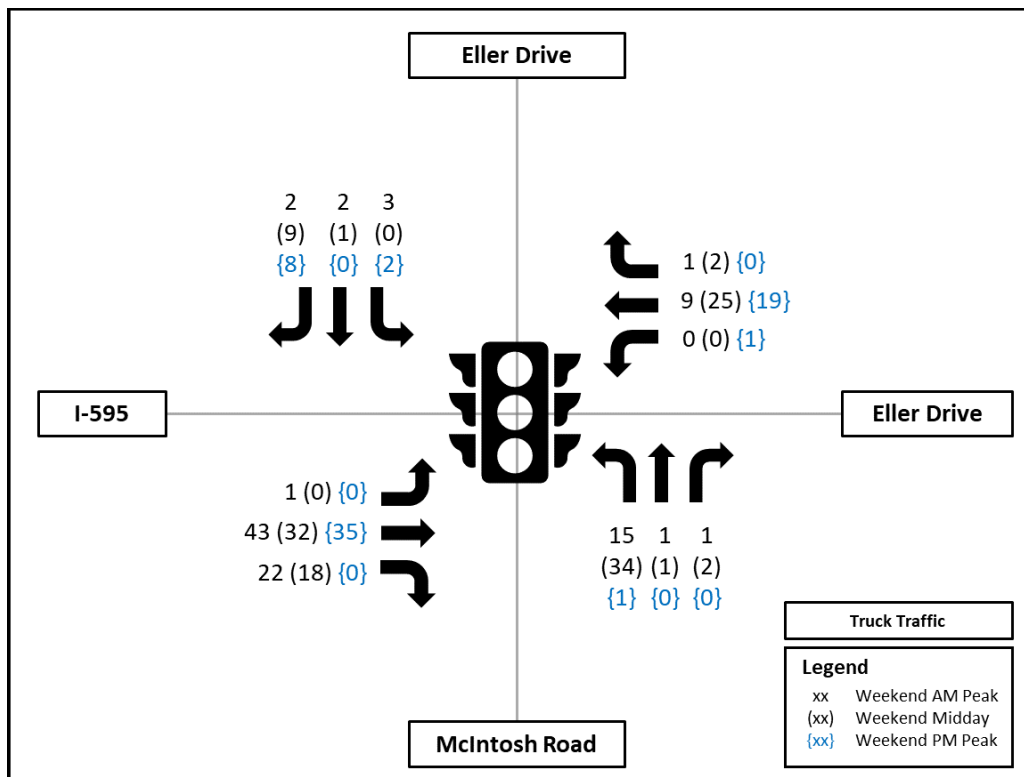 Eller Drive
2 2 3
(9) (1) (0)
{8} {0} {2}
1 (2) {0}
9 (25) {19}
0 (0) {1}
I-595
Eller Drive
1 (0) {0}
43 (32) {35}
22 (18) {0}
15 1 1
(34) (1) (2)
{1} {0} {0}
Truck Traffic
Legend
xx Weekend AM Peak
(xx) Weekend Midday
{xx} Weekend PM Peak
McIntosh Road